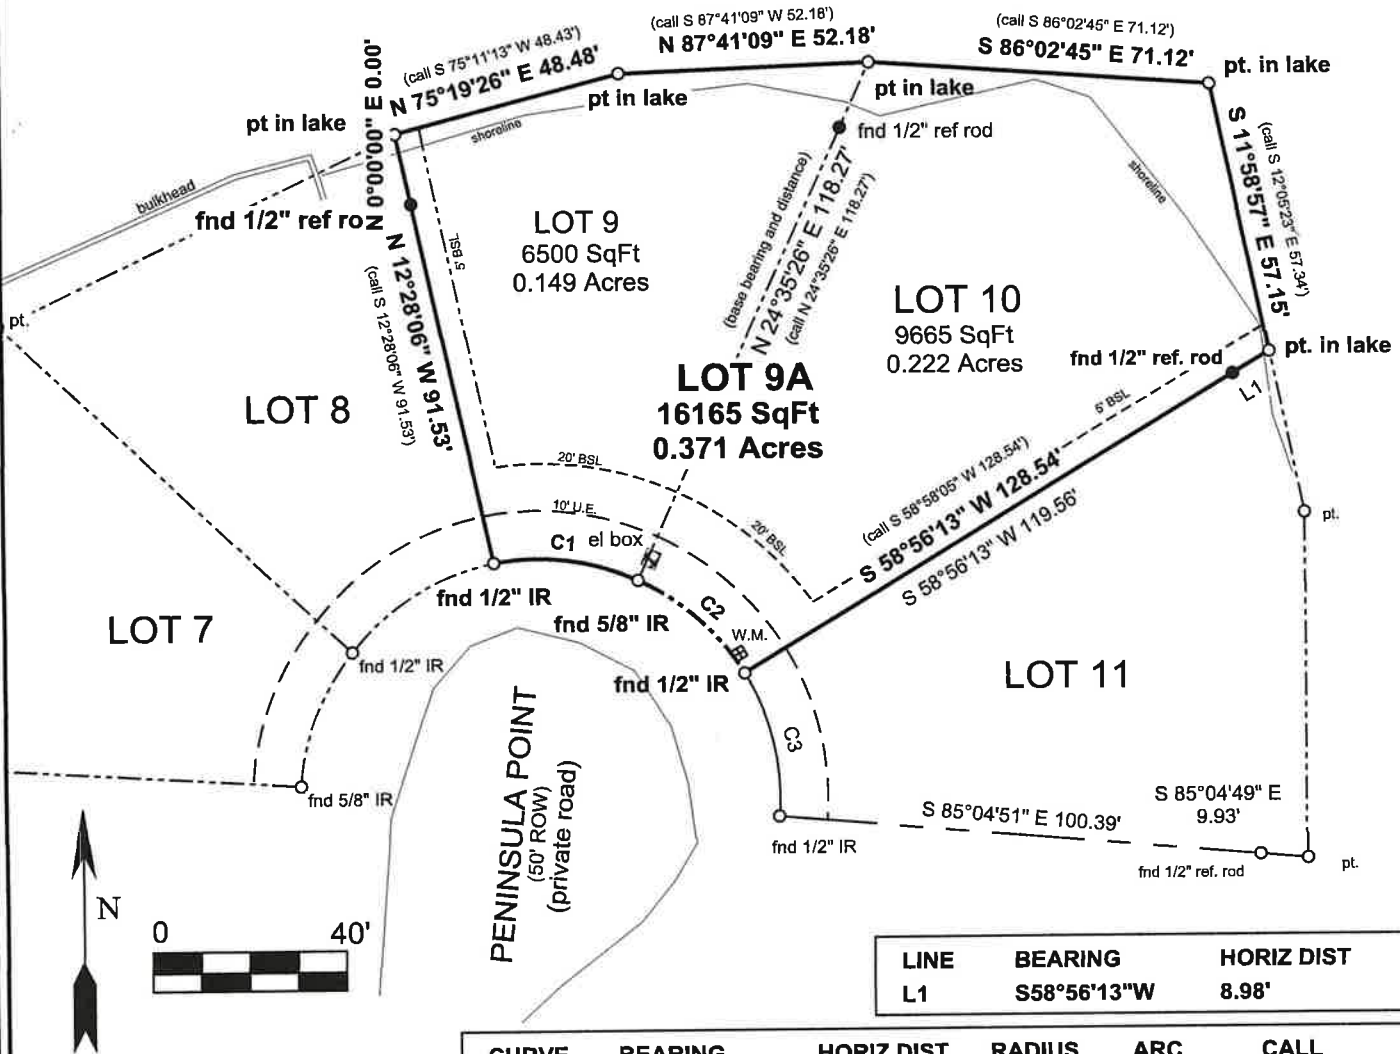 (call S 87°41'09" W 52.18')
N 87°41'09" E 52.18'
(call S 86°02'45" E 71.12')
S 86°02'45" E 71.12'
(call S 75°11'13" W 48.43')
N 75°19'26" E 48.48'
N 0°00'00" E 0.00'
pt in lake
pt in lake
pt in lake
pt. in lake
shoreline
fnd 1/2" ref rod
bulkhead
fnd 1/2" ref ro
shoreline
S 11°58'57" E 57.15'
(call S 12°05'23" E 57.34')
LOT 9
6500 SqFt
0.149 Acres
5' BSL
N 12°28'06" W 91.53'
(call S 12°28'06" W 91.53')
(base bearing and distance)
N 24°35'26" E 118.27'
(call N 24°35'26" E 118.27')
LOT 10
9665 SqFt
0.222 Acres
pt.
fnd 1/2" ref. rod
pt. in lake
L1
LOT 9A
16165 SqFt
0.371 Acres
LOT 8
5' BSL
20' BSL
20' BSL
(call S 58°58'05" W 128.54')
S 58°56'13" W 128.54'
S 58°56'13" W 119.56'
10' U.E.
C1
el box
pt.
fnd 1/2" IR
fnd 5/8" IR
C2
W.M.
LOT 7
fnd 1/2" IR
fnd 1/2" IR
LOT 11
C3
PENINSULA POINT
(50' ROW)
(private road)
fnd 5/8" IR
S 85°04'51" E 100.39'
S 85°04'49" E
9.93'
fnd 1/2" IR
fnd 1/2" ref. rod
pt.
N
0 40'
LINE BEARING HORIZ DIST
L1 S58°56'13"W 8.98'
CURVE BEARING HORIZ DIST RADIUS ARC CALL